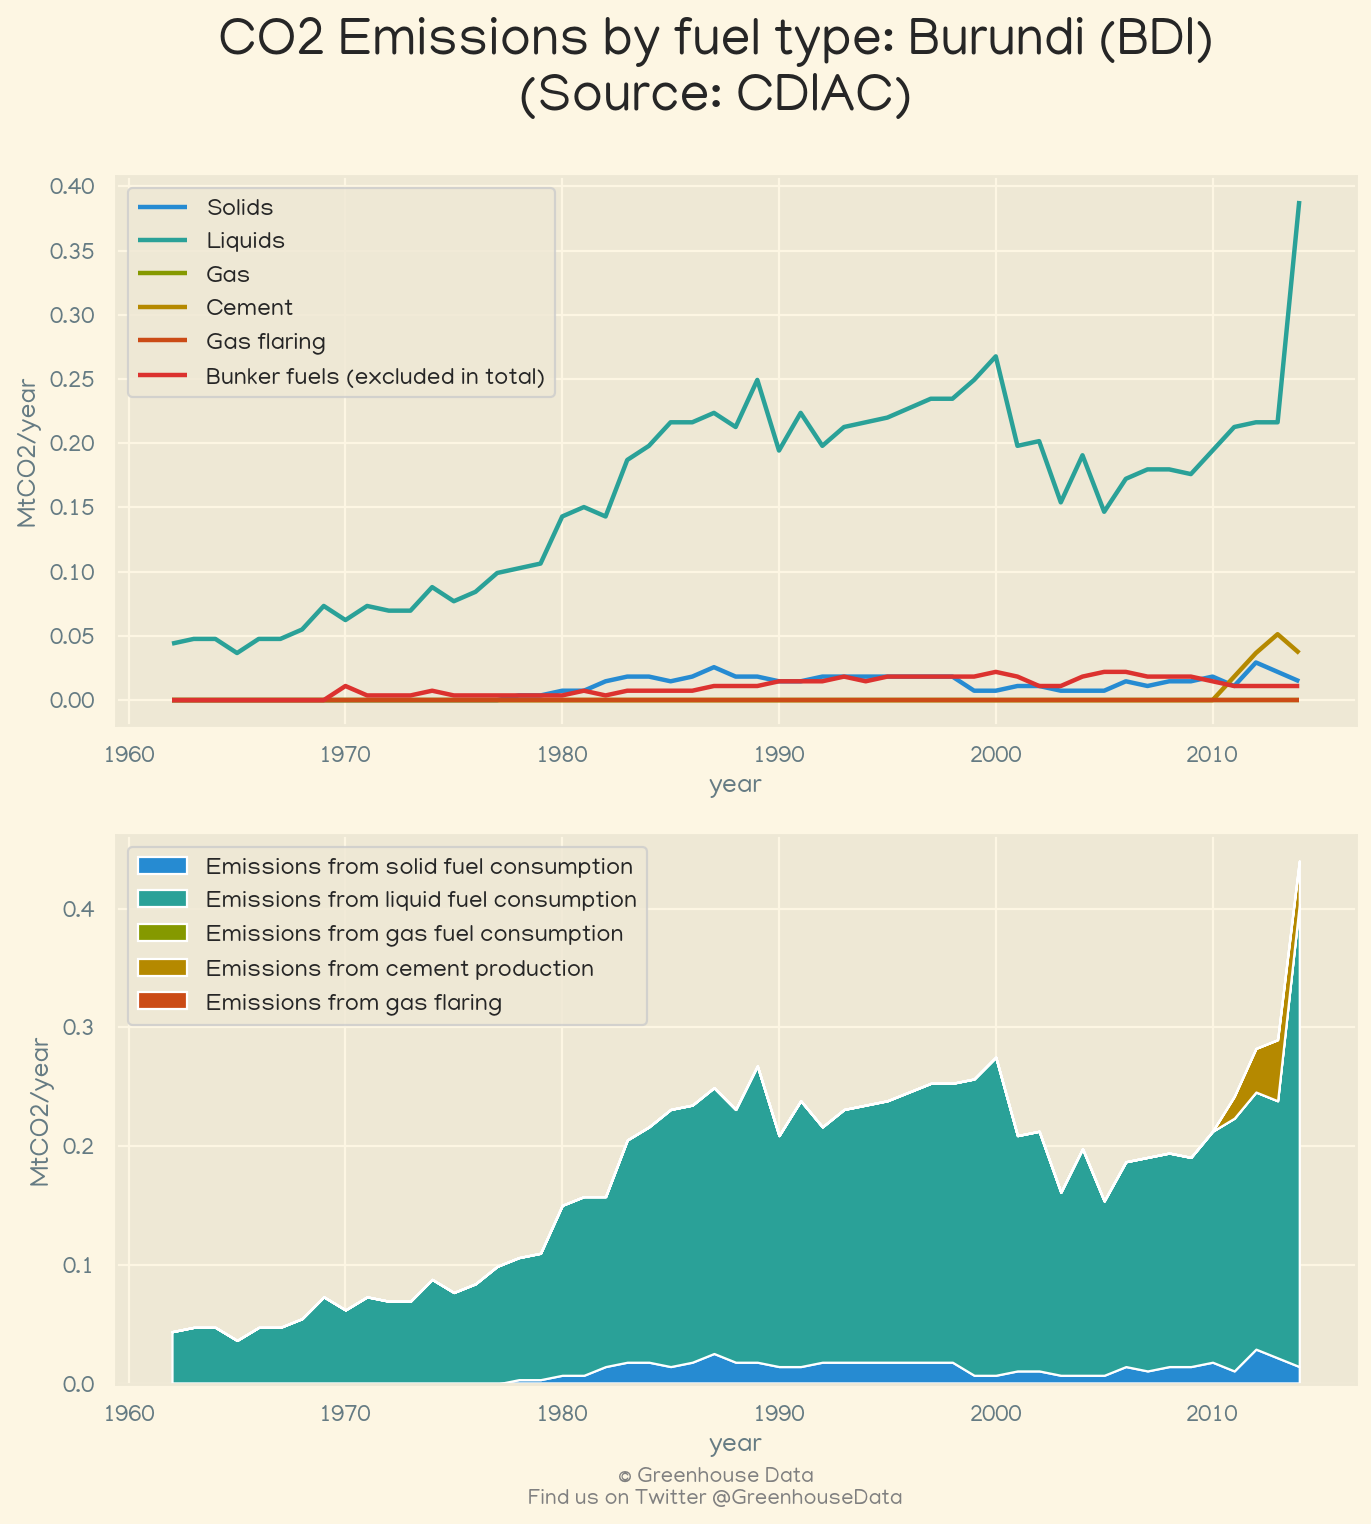 CO2 Emissions by fuel type: Burundi (BDI)
(Source: CDIAC)
0.40
0.35
0.30
0.25
0.20
0.15
0.10
0.05
0.00
MtCO2/year
Solids
Liquids
Gas
Cement
Gas flaring
Bunker fuels (excluded in total)
1960 1970 1980 1990 2000 2010
year
0.4
0.3
0.2
0.1
0.0
MtCO2/year
Emissions from solid fuel consumption
Emissions from liquid fuel consumption
Emissions from gas fuel consumption
Emissions from cement production
Emissions from gas flaring
1960 1970 1980 1990 2000 2010
year
© Greenhouse Data
Find us on Twitter @GreenhouseData